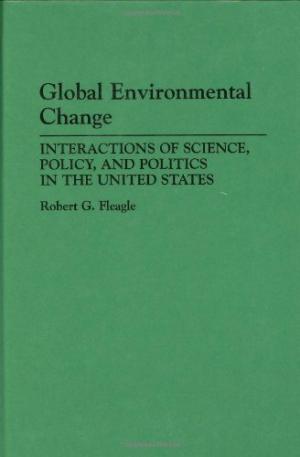 Global Environmental
Change
INTERACTIONS OF SCIENCE,
POLICY, AND POLITICS
IN THE UNITED STATES
Robert G. Fleagle